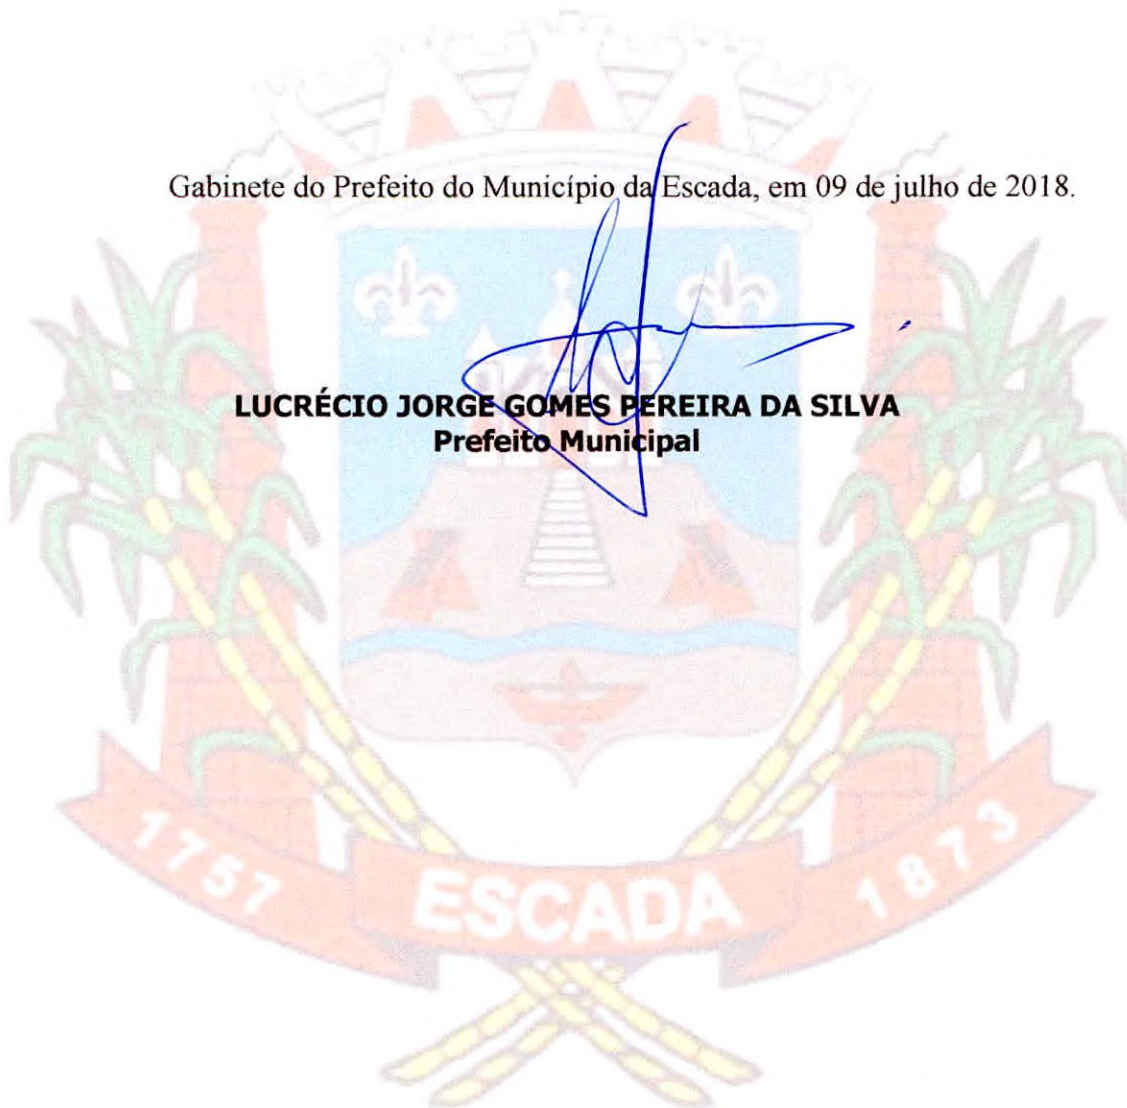 Gabinete do Prefeito do Município da Escada, em 09 de julho de 2018.
LUCRÉCIO JORGE GOMES PEREIRA DA SILVA
Prefeito Municipal
1757
ESCADA
1873